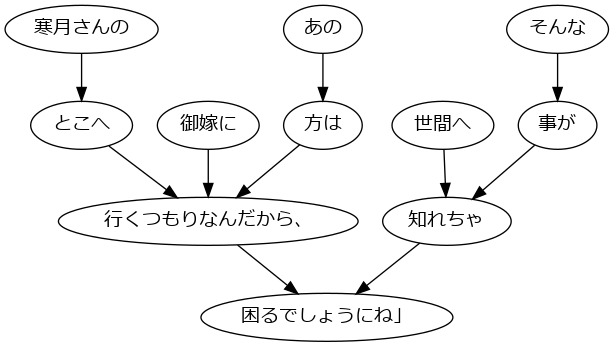 寒月さんの
あの
そんな
とこへ
御嫁に
方は
世間へ
事が
行くつもりなんだから、
知れちゃ
困るでしょうにね」